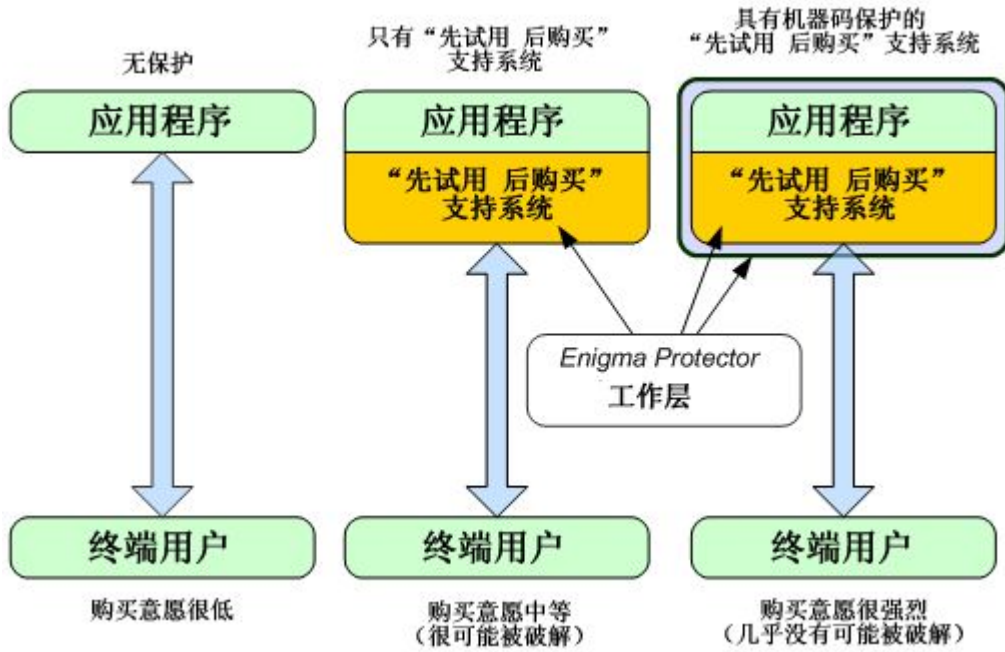 无保护
应用程序
终端用户
购买意愿很低
只有“先试用 后购买”
支持系统
应用程序
“先试用 后购买”
支持系统
终端用户
购买意愿中等
（很可能被破解）
具有机器码保护的
“先试用 后购买”支持系统
应用程序
“先试用 后购买”
支持系统
Enigma Protector
工作层
终端用户
购买意愿很强烈
（几乎没有可能被破解）